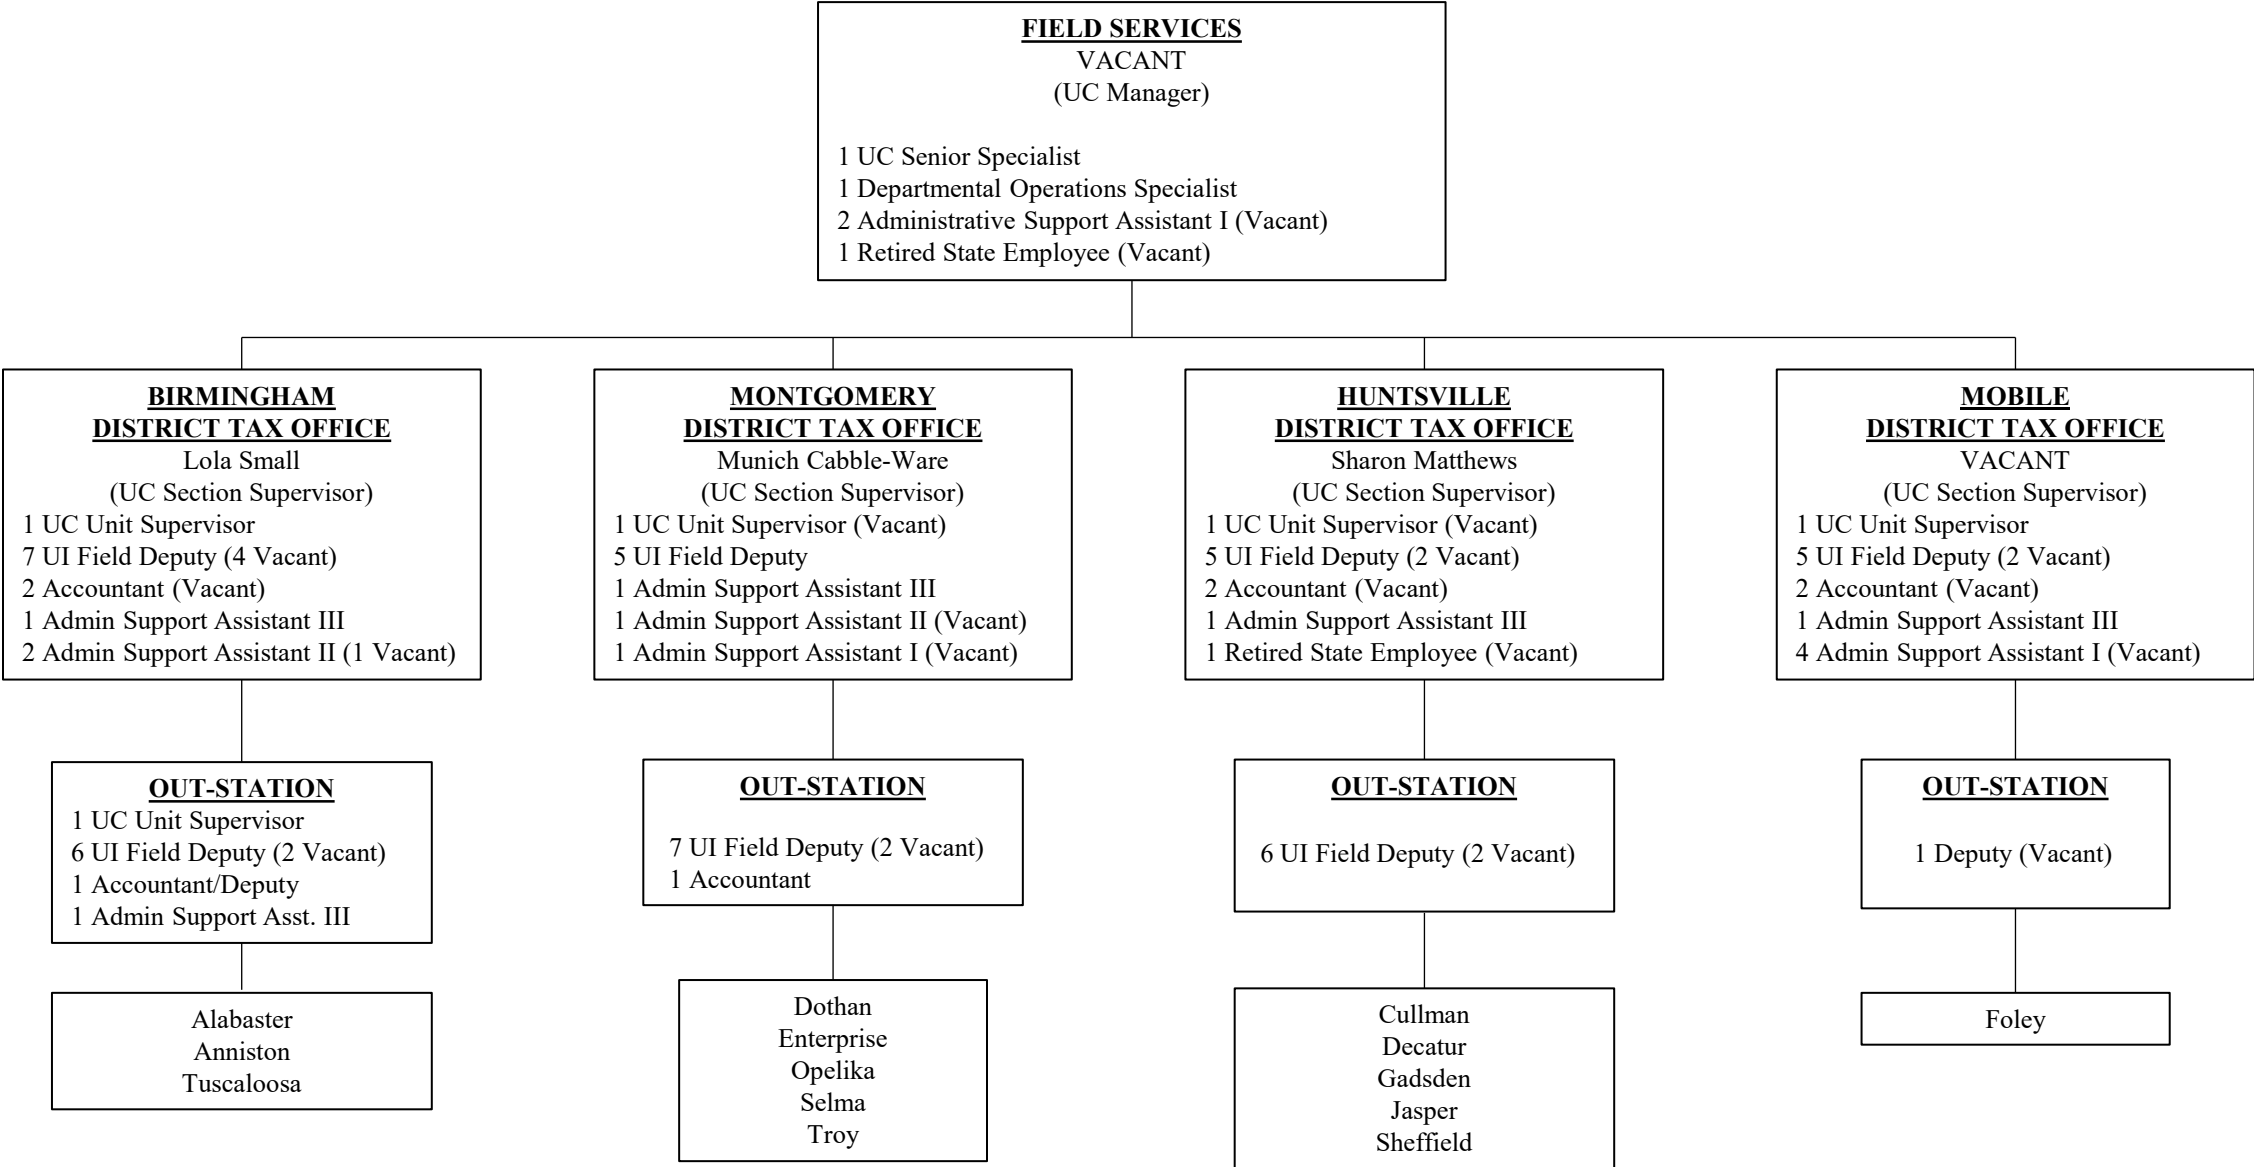 FIELD SERVICES
VACANT
(UC Manager)
1 UC Senior Specialist
1 Departmental Operations Specialist
2 Administrative Support Assistant I (Vacant)
1 Retired State Employee (Vacant)
BIRMINGHAM
DISTRICT TAX OFFICE
Lola Small
(UC Section Supervisor)
1 UC Unit Supervisor
7 UI Field Deputy (4 Vacant)
2 Accountant (Vacant)
1 Admin Support Assistant III
2 Admin Support Assistant II (1 Vacant)
MONTGOMERY
DISTRICT TAX OFFICE
Munich Cabble-Ware
(UC Section Supervisor)
1 UC Unit Supervisor (Vacant)
5 UI Field Deputy
1 Admin Support Assistant III
1 Admin Support Assistant II (Vacant)
1 Admin Support Assistant I (Vacant)
HUNTSVILLE
DISTRICT TAX OFFICE
Sharon Matthews
(UC Section Supervisor)
1 UC Unit Supervisor (Vacant)
5 UI Field Deputy (2 Vacant)
2 Accountant (Vacant)
1 Admin Support Assistant III
1 Retired State Employee (Vacant)
MOBILE
DISTRICT TAX OFFICE
VACANT
(UC Section Supervisor)
1 UC Unit Supervisor
5 UI Field Deputy (2 Vacant)
2 Accountant (Vacant)
1 Admin Support Assistant III
4 Admin Support Assistant I (Vacant)
OUT-STATION
1 UC Unit Supervisor
6 UI Field Deputy (2 Vacant)
1 Accountant/Deputy
1 Admin Support Asst. III
OUT-STATION
7 UI Field Deputy (2 Vacant)
1 Accountant
OUT-STATION
6 UI Field Deputy (2 Vacant)
OUT-STATION
1 Deputy (Vacant)
Alabaster
Anniston
Tuscaloosa
Dothan
Enterprise
Opelika
Selma
Troy
Cullman
Decatur
Gadsden
Jasper
Sheffield
Foley